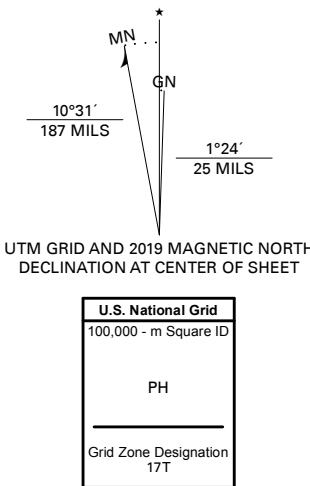 ★
MN
GN
10°31´
187 MILS
1°24´
25 MILS
UTM GRID AND 2019 MAGNETIC NORTH
DECLINATION AT CENTER OF SHEET
U.S. National Grid
100,000 - m Square ID
PH
Grid Zone Designation
17T